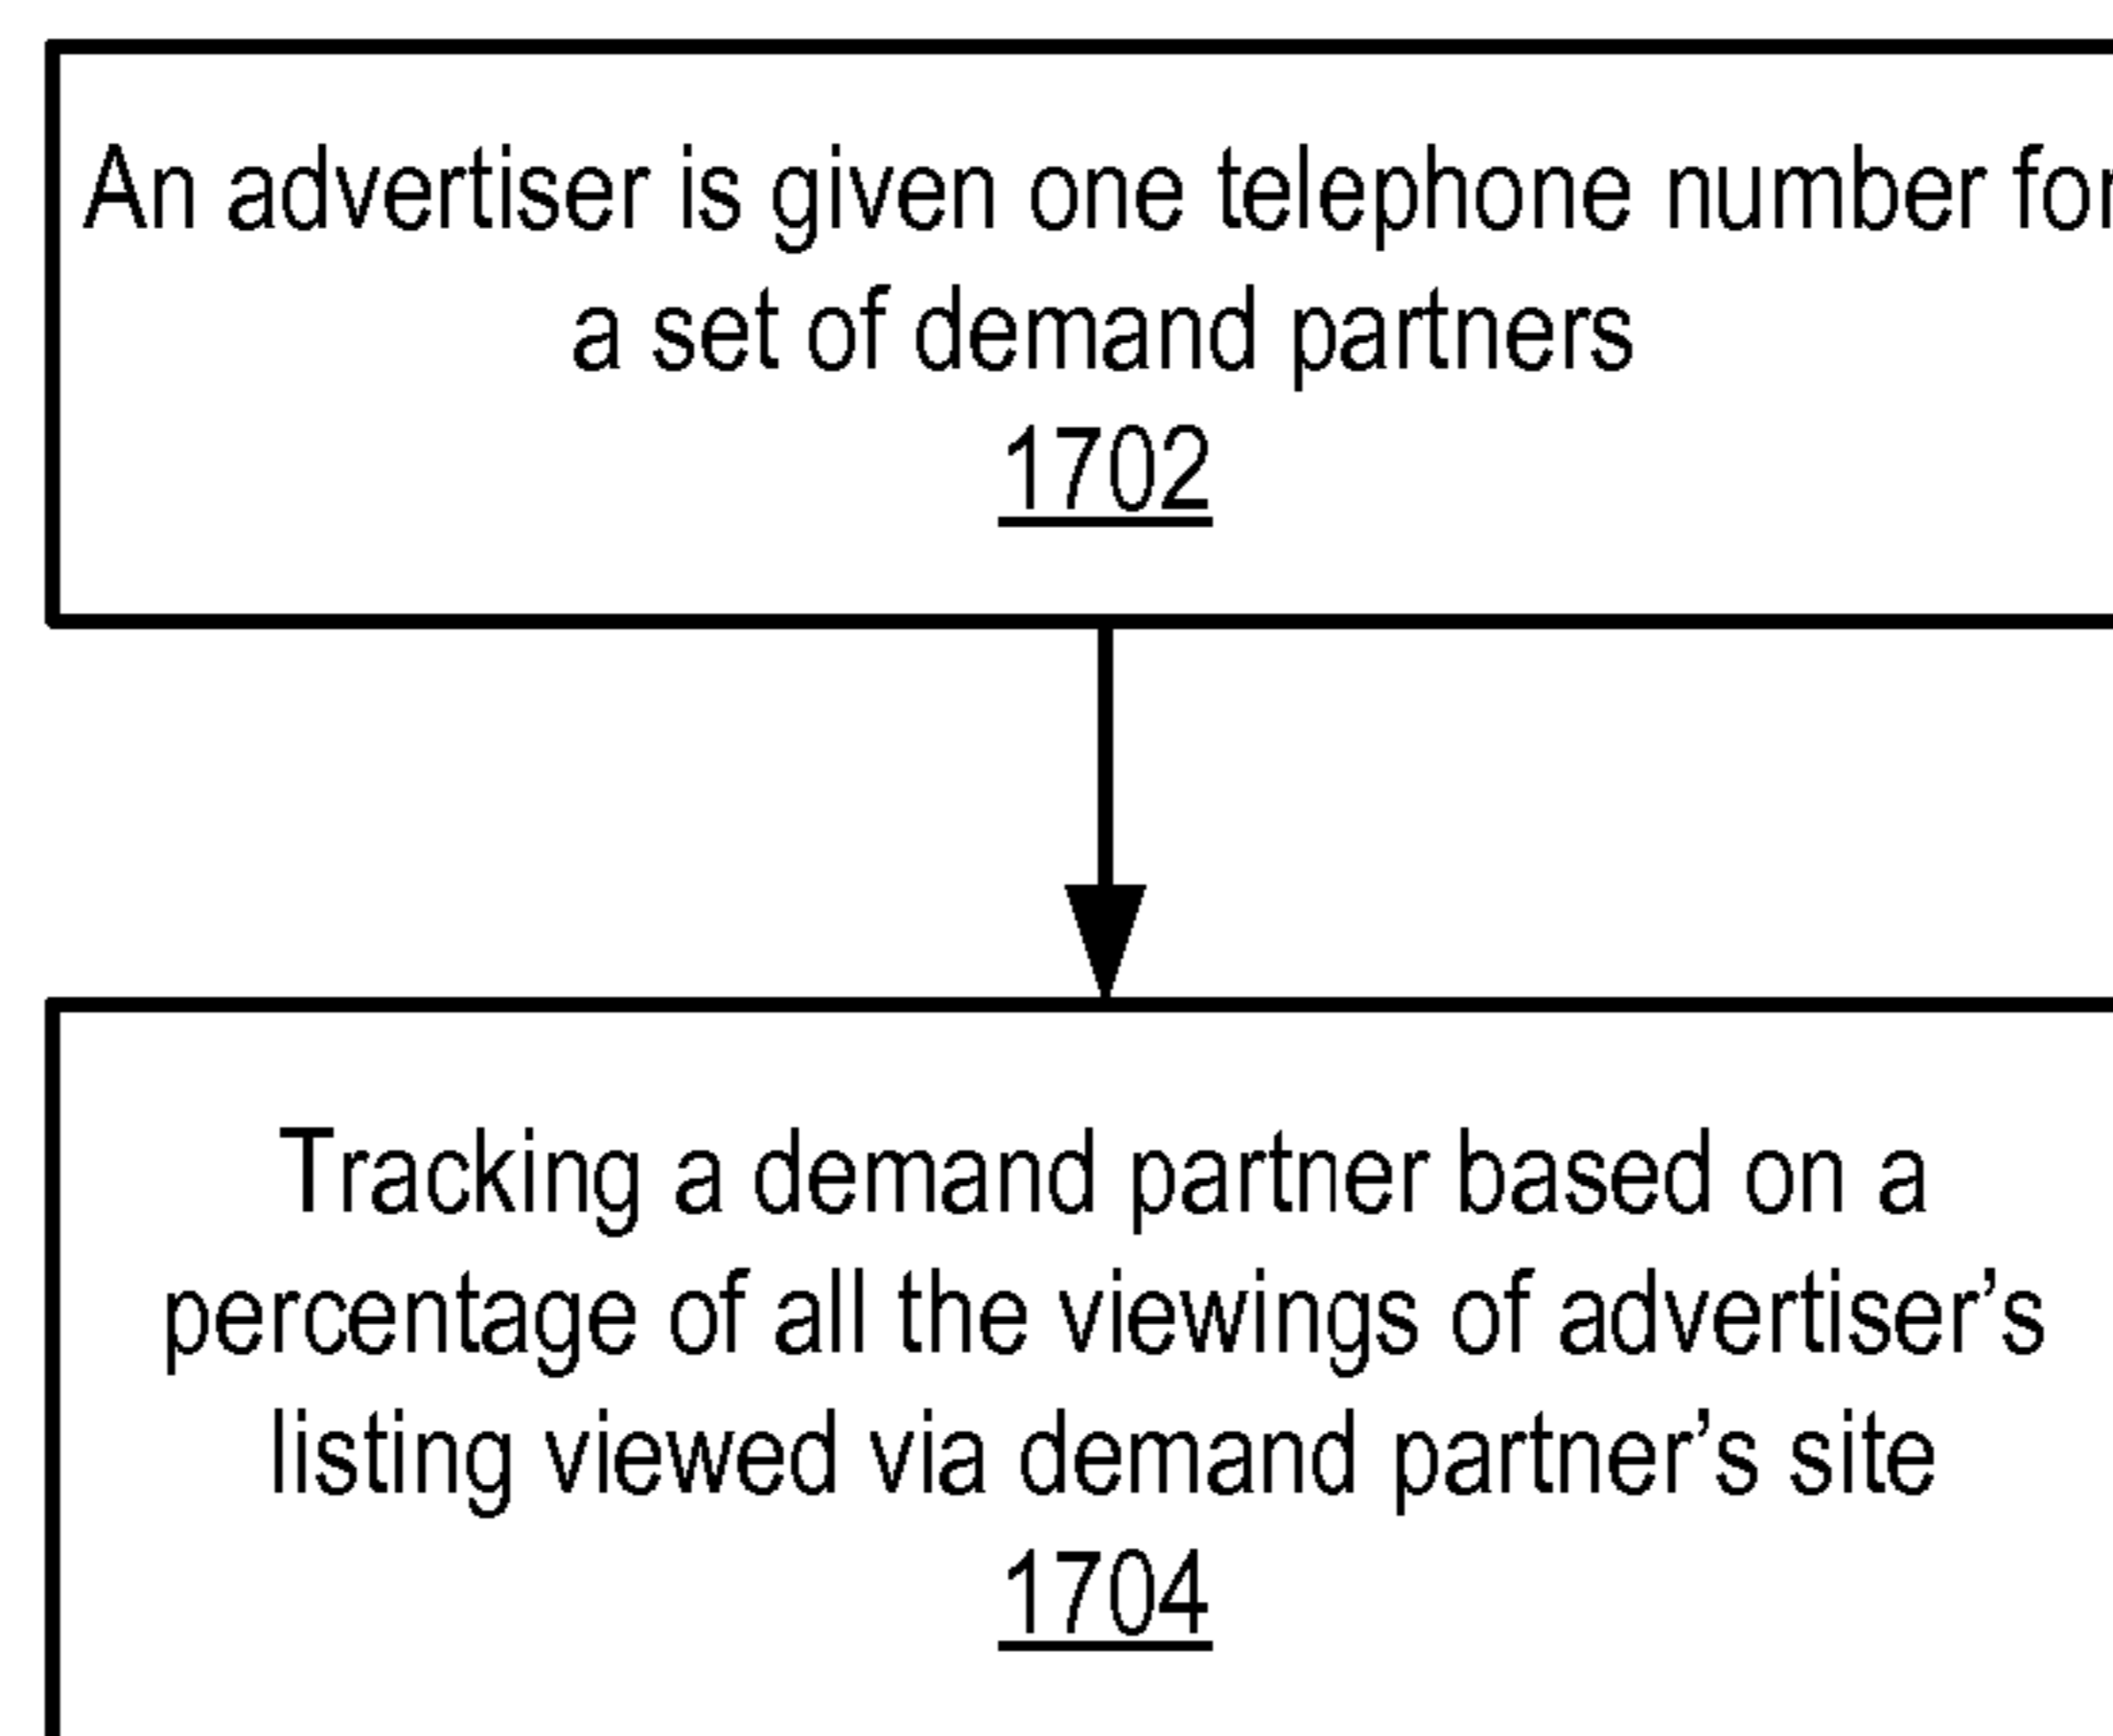 An advertiser is given one telephone number for
a set of demand partners
1702
Tracking a demand partner based on a
percentage of all the viewings of advertiser’s
listing viewed via demand partner’s site
1704